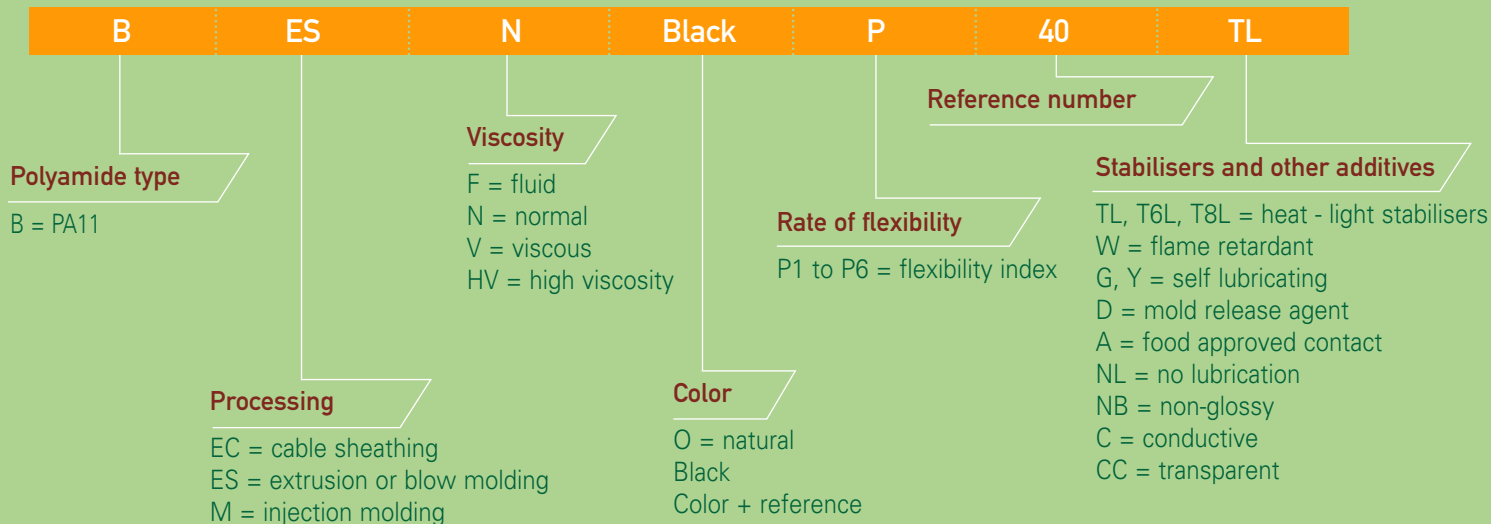 B ES N Black P 40 TL
Polyamide type
B = PA11
Processing
EC = cable sheathing
ES = extrusion or blow molding
M = injection molding
Viscosity
F = fluid
N = normal
V = viscous
HV = high viscosity
Color
O = natural
Black
Color + reference
Rate of flexibility
P1 to P6 = flexibility index
Reference number
Stabilisers and other additives
TL, T6L, T8L = heat - light stabilisers
W = flame retardant
G, Y = self lubricating
D = mold release agent
A = food approved contact
NL = no lubrication
NB = non-glossy
C = conductive
CC = transparent